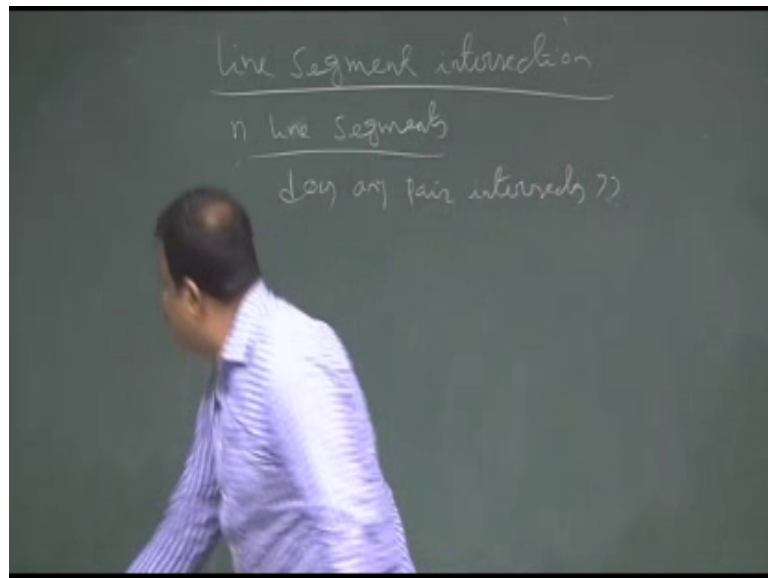 line segment intersection
n line segments
does any pair intersects ??